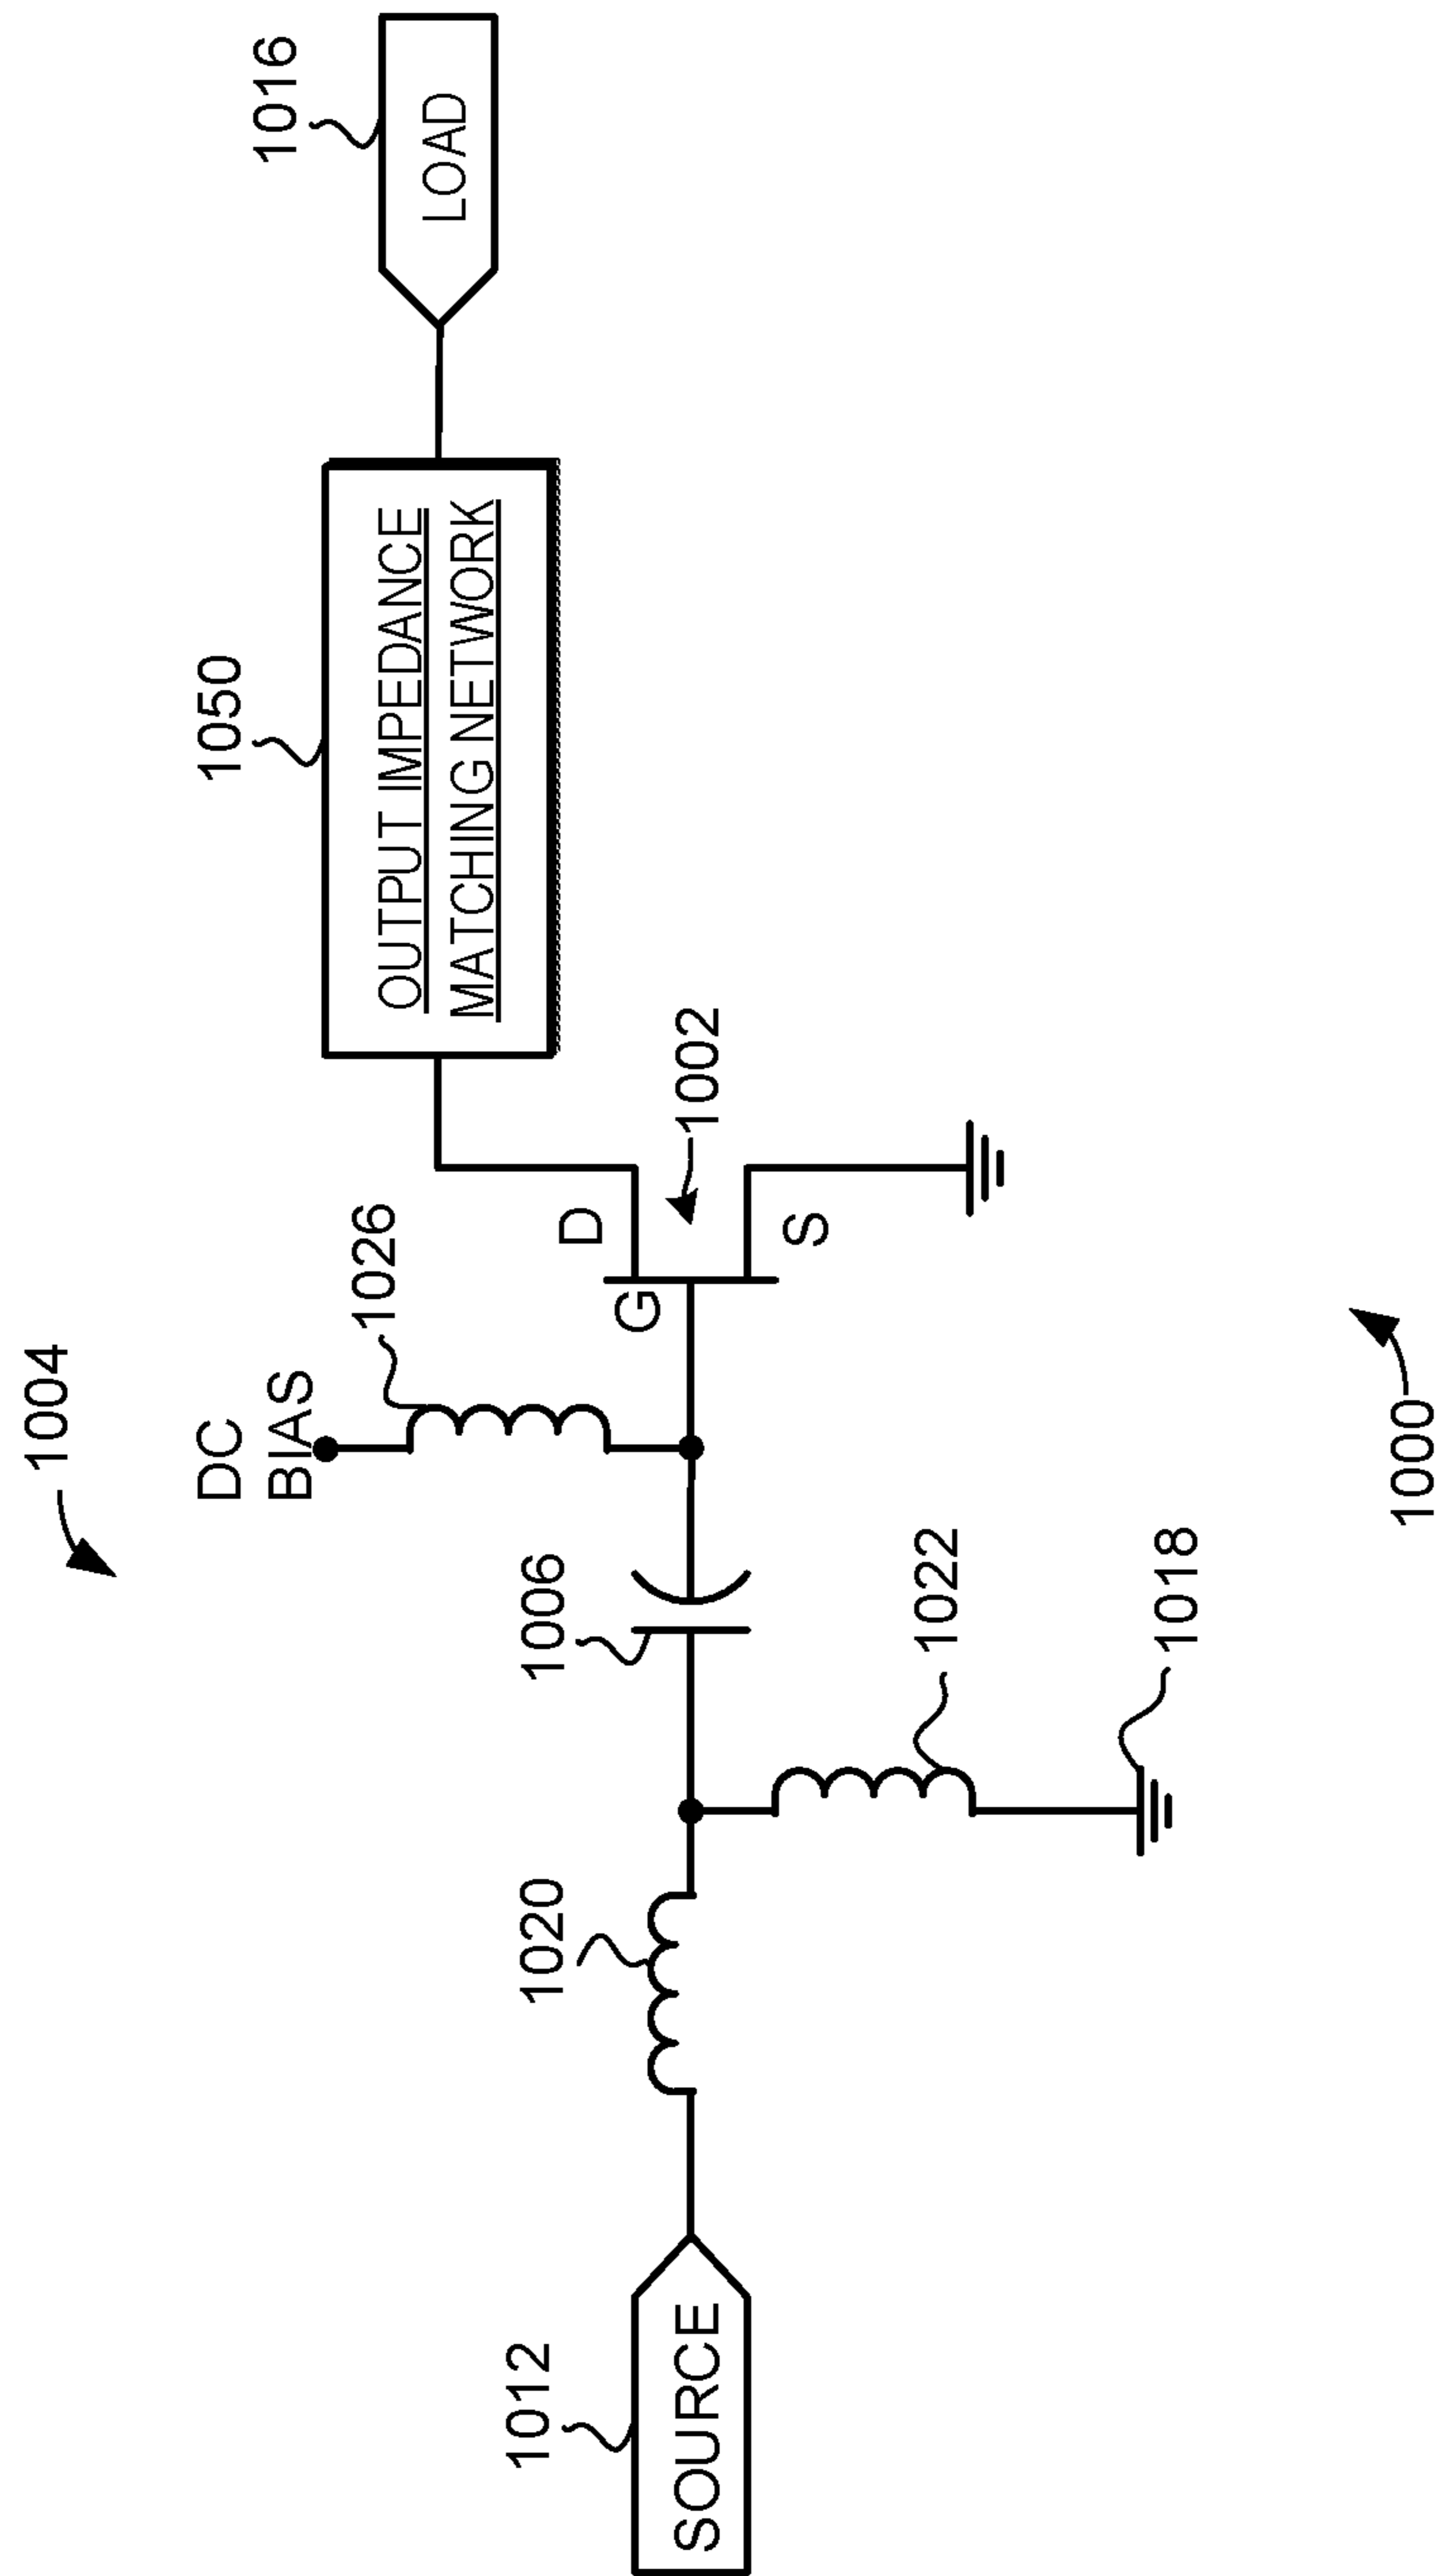 1004
DC
BIAS
1026
1050
OUTPUT IMPEDANCE
MATCHING NETWORK
1016
LOAD
1012
SOURCE
1020
1006
G
D
S
1002
1022
1018
1000